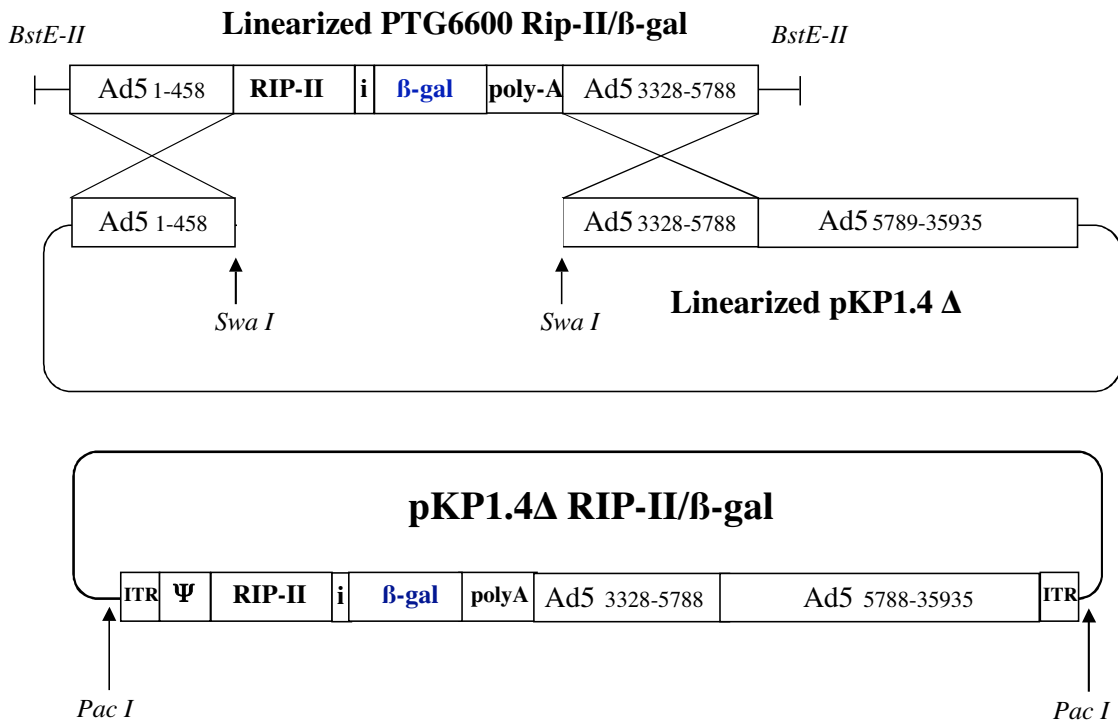 Linearized PTG6600 Rip-II/ß-gal
BstE-II BstE-II
Ad5 1-458 RIP-II i ß-gal poly-A Ad5 3328-5788
Ad5 1-458 Ad5 3328-5788 Ad5 5789-35935
Linearized pKP1.4 Δ
Swa I Swa I
pKP1.4Δ RIP-II/ß-gal
ITR Ψ RIP-II i ß-gal polyA Ad5 3328-5788 Ad5 5788-35935 ITR
Pac I Pac I